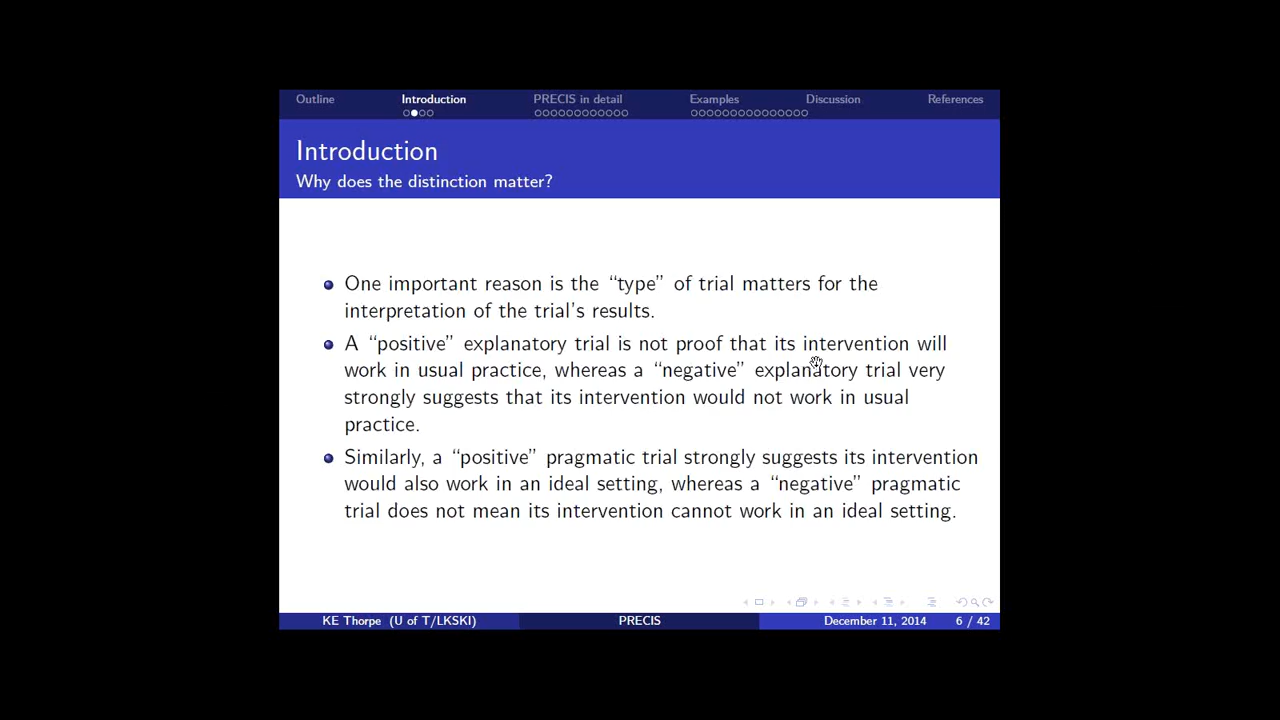 Outline Introduction PRECIS in detail Examples Discussion References
Introduction
Why does the distinction matter?
One important reason is the “type” of trial matters for the
interpretation of the trial’s results.
A “positive” explanatory trial is not proof that its intervention will
work in usual practice, whereas a “negative” explanatory trial very
strongly suggests that its intervention would not work in usual
practice.
Similarly, a “positive” pragmatic trial strongly suggests its intervention
would also work in an ideal setting, whereas a “negative” pragmatic
trial does not mean its intervention cannot work in an ideal setting.
KE Thorpe (U of T/LKSKI) PRECIS December 11, 2014 6 / 42